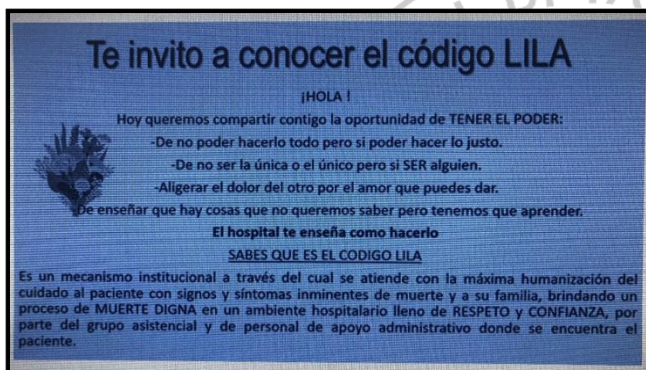 Te invito a conocer el código LILA
¡HOLA !
Hoy queremos compartir contigo la oportunidad de TENER EL PODER:
-De no poder hacerlo todo pero si poder hacer lo justo.
-De no ser la única o el único pero si SER alguien.
-Aligerar el dolor del otro por el amor que puedes dar.
De enseñar que hay cosas que no queremos saber pero tenemos que aprender.
El hospital te enseña como hacerlo
SABES QUE ES EL CODIGO LILA
Es un mecanismo institucional a través del cual se atiende con la máxima humanización del
cuidado al paciente con signos y síntomas inminentes de muerte y a su familia, brindando un
proceso de MUERTE DIGNA en un ambiente hospitalario lleno de RESPETO y CONFIANZA, por
parte del grupo asistencial y de personal de apoyo administrativo donde se encuentra el
paciente.